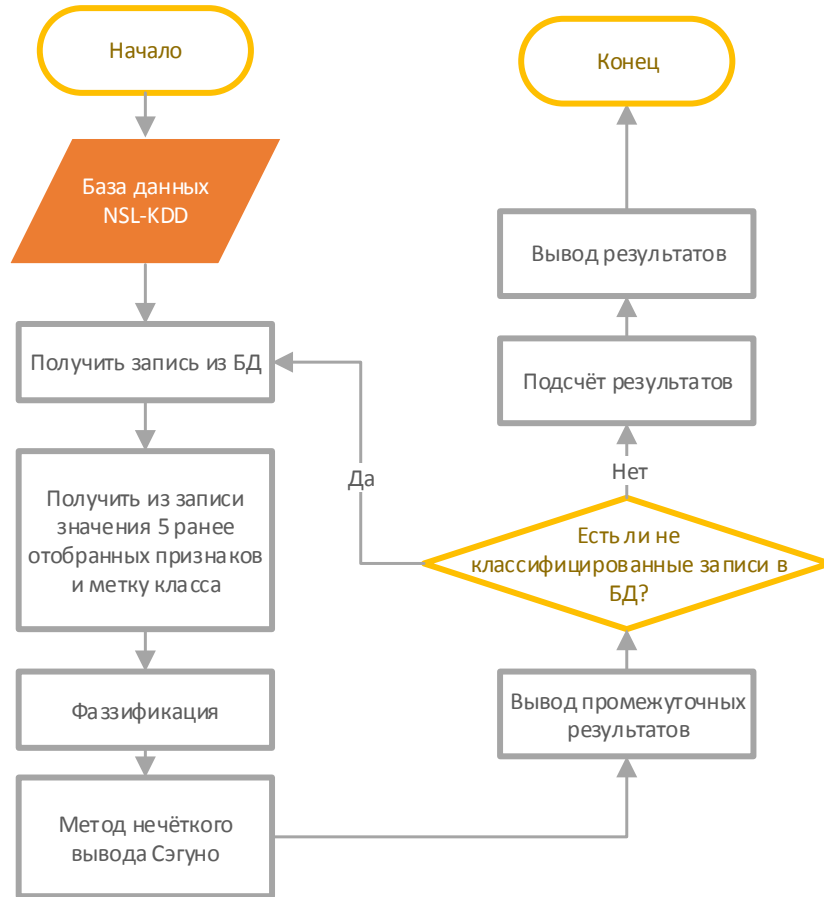 Начало
База данных
NSL-KDD
Получить запись из БД
Получить из записи
значения 5 ранее
отобранных признаков
и метку класса
Фаззификация
Метод нечёткого
вывода Сэгуно
Вывод промежуточных
результатов
Есть ли не
классифицированные записи в
БД?
Да
Нет
Подсчёт результатов
Вывод результатов
Конец